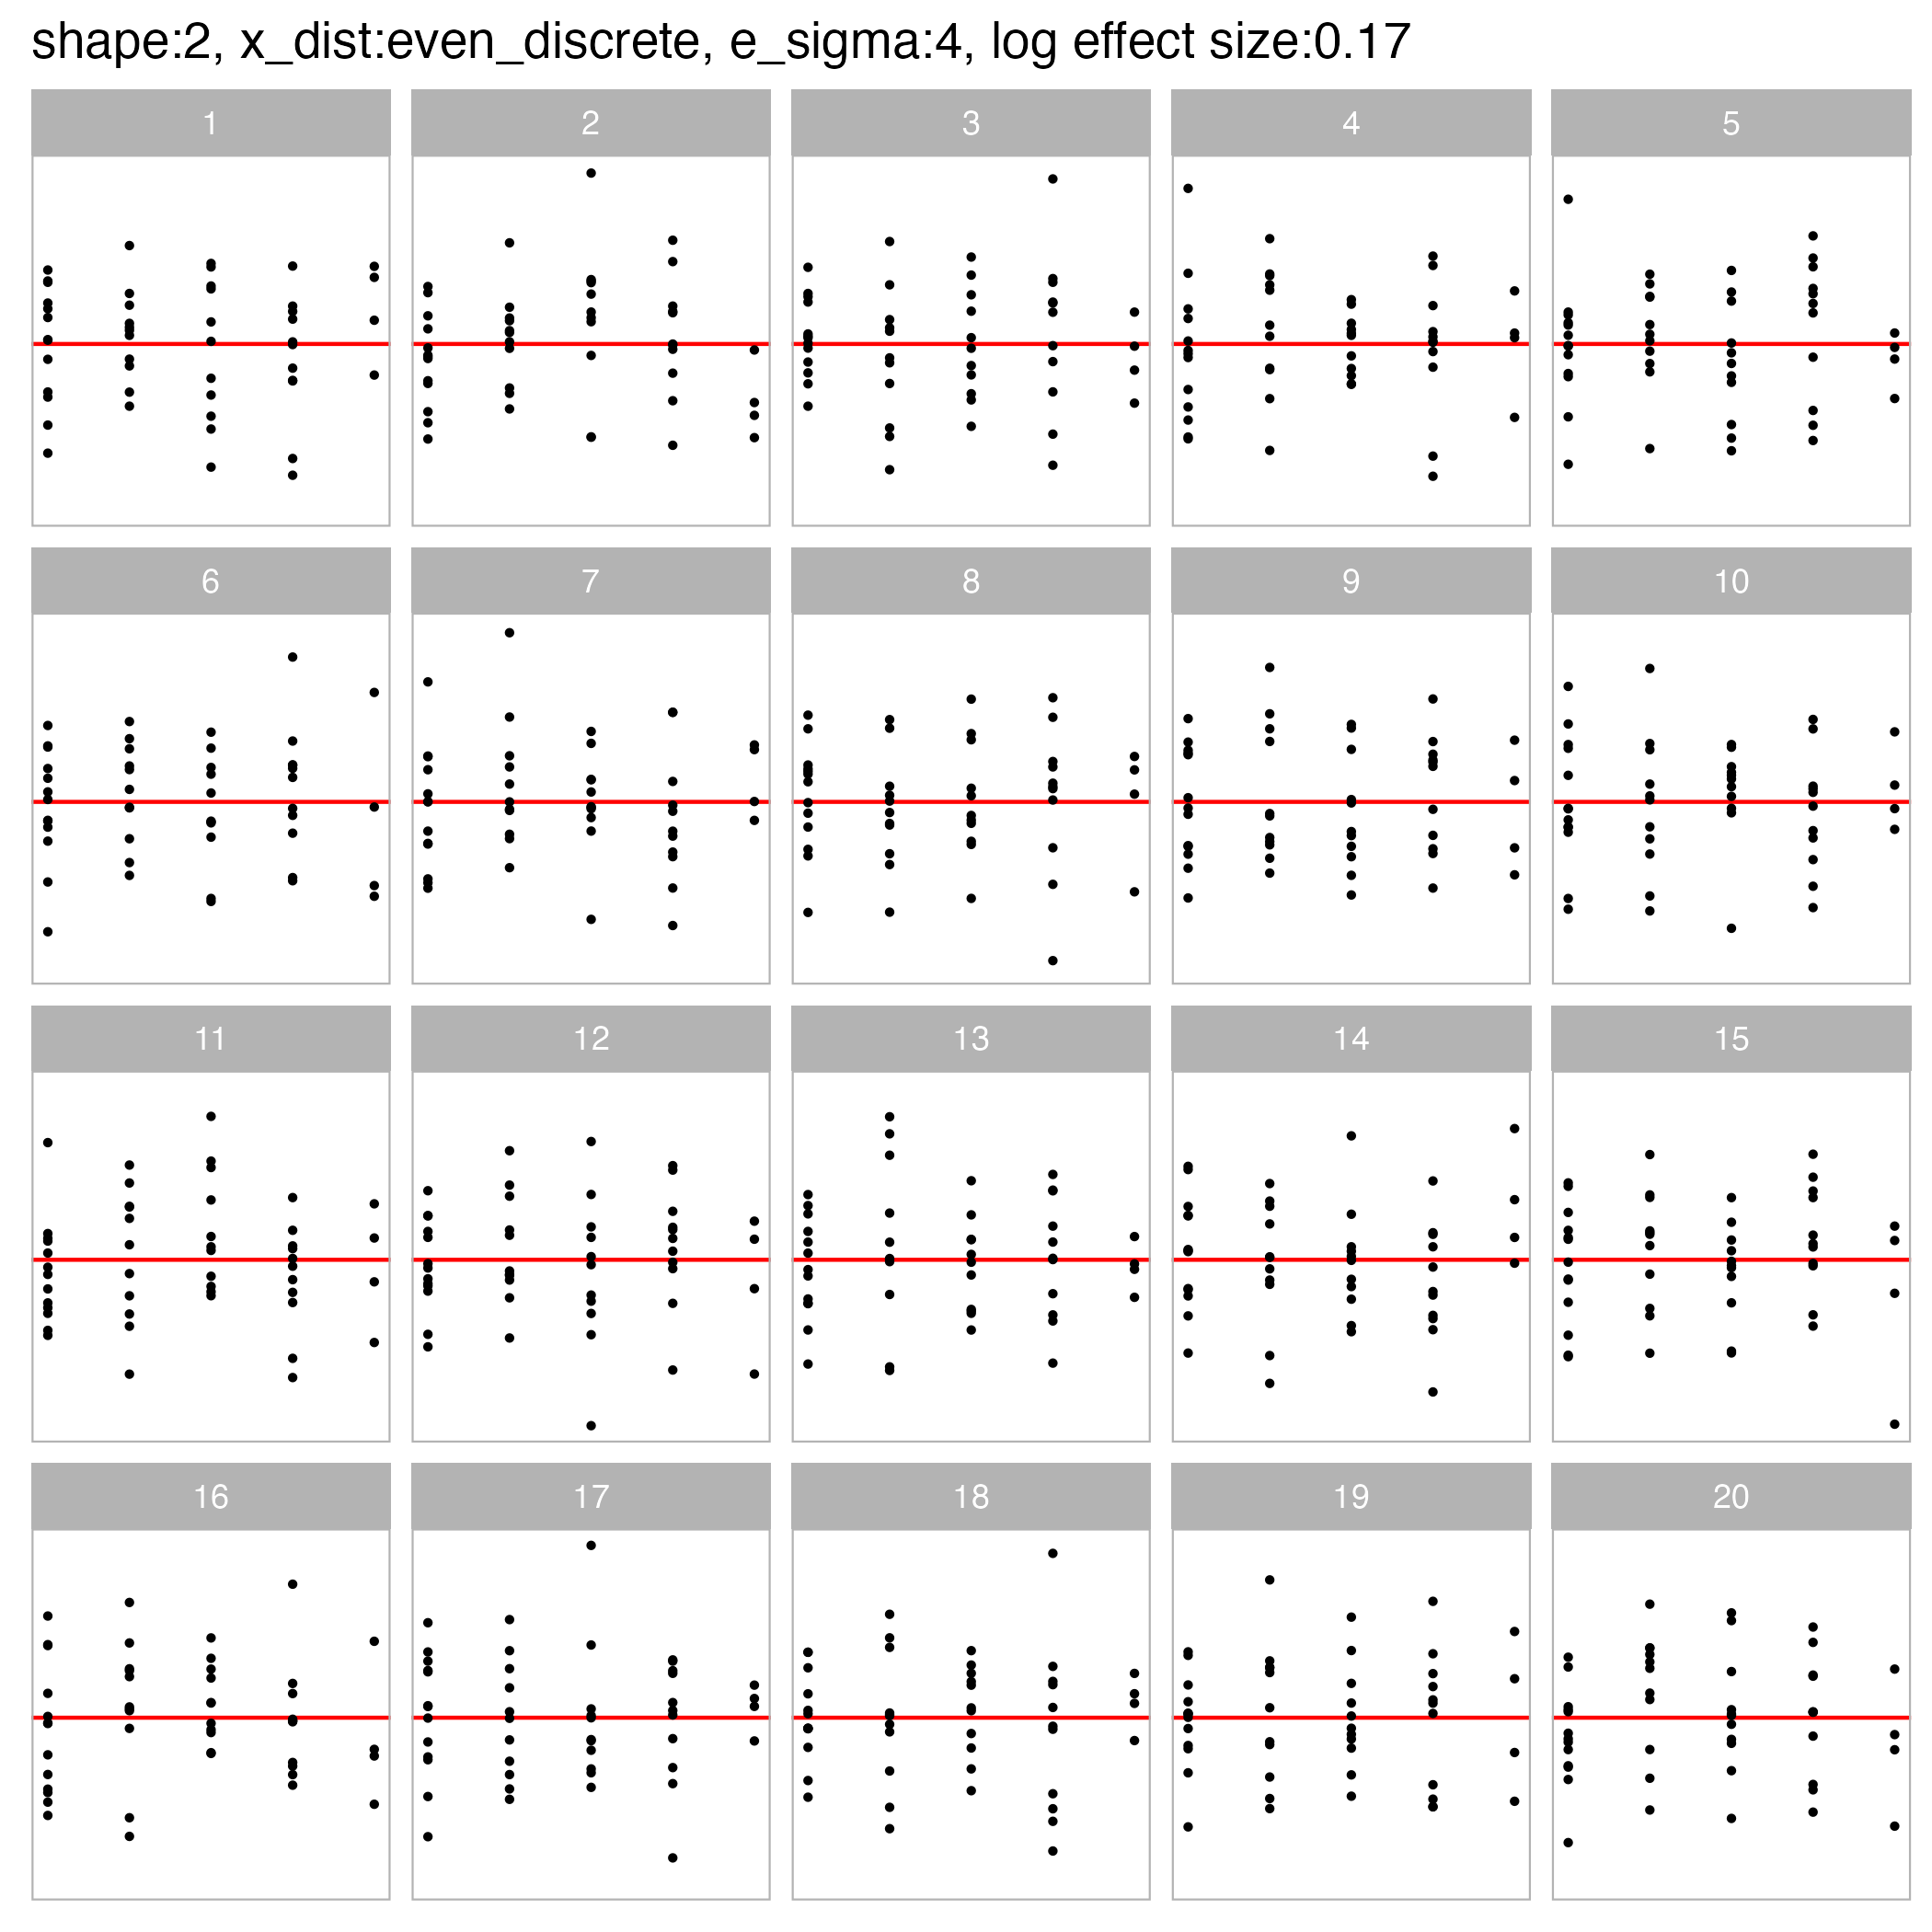 shape:2, x_dist:even_discrete, e_sigma:4, log effect size:0.17
1 2 3 4 5
6 7 8 9 10
11 12 13 14 15
16 17 18 19 20